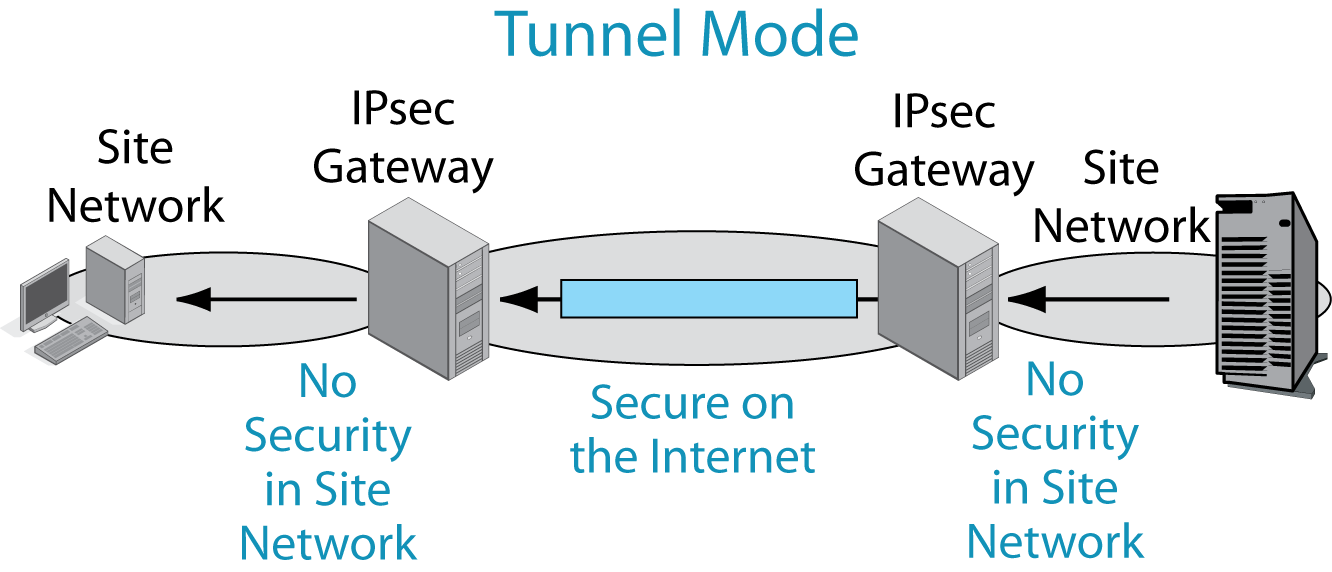 Tunnel Mode
IPsec
Gateway
IPsec
Gateway
Site
Network
Site
Network
No
Security
in Site
Network
Secure on
the Internet
No
Security
in Site
Network